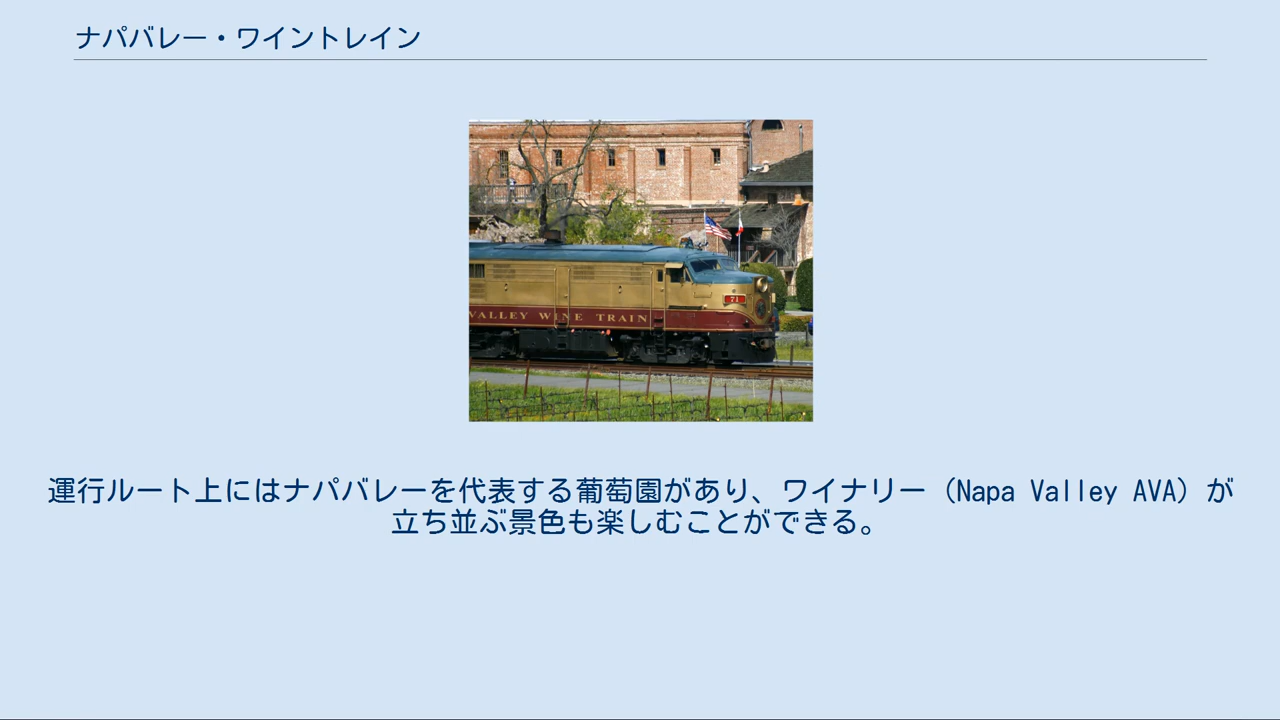 ナパバレー・ワイントレイン
71
VALLEY WINE TRAIN
運行ルート上にはナパバレーを代表する葡萄園があり、ワイナリー（Napa Valley AVA）が
立ち並ぶ景色も楽しむことができる。